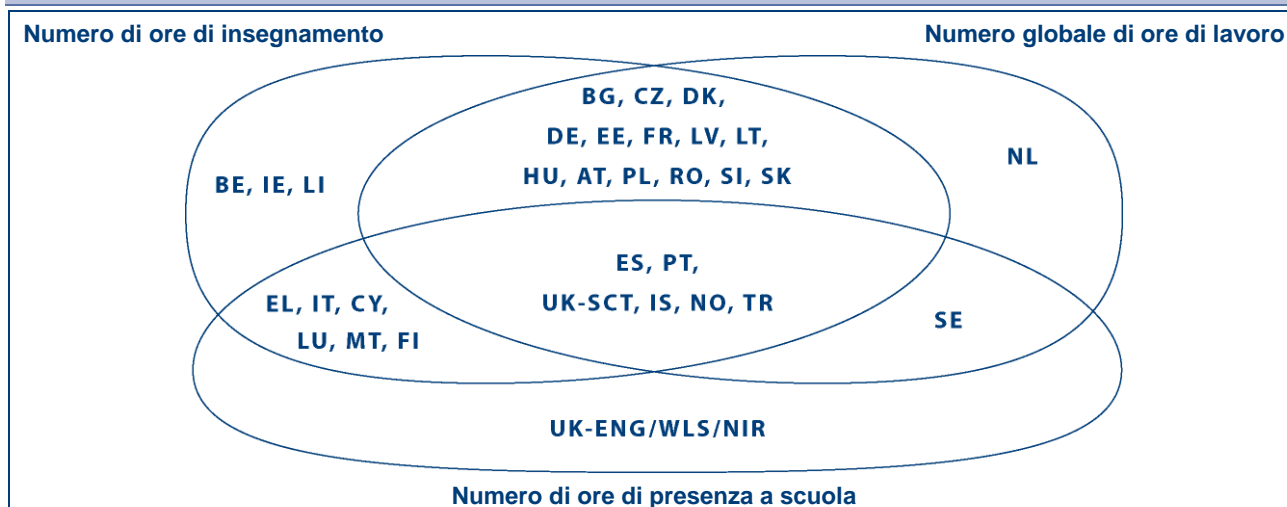 Numero di ore di insegnamento
Numero globale di ore di lavoro
BG, CZ, DK,
DE, EE, FR, LV, LT,
HU, AT, PL, RO, SI, SK
NL
BE, IE, LI
ES, PT,
UK-SCT, IS, NO, TR
EL, IT, CY,
LU, MT, FI
SE
UK-ENG/WLS/NIR
Numero di ore di presenza a scuola